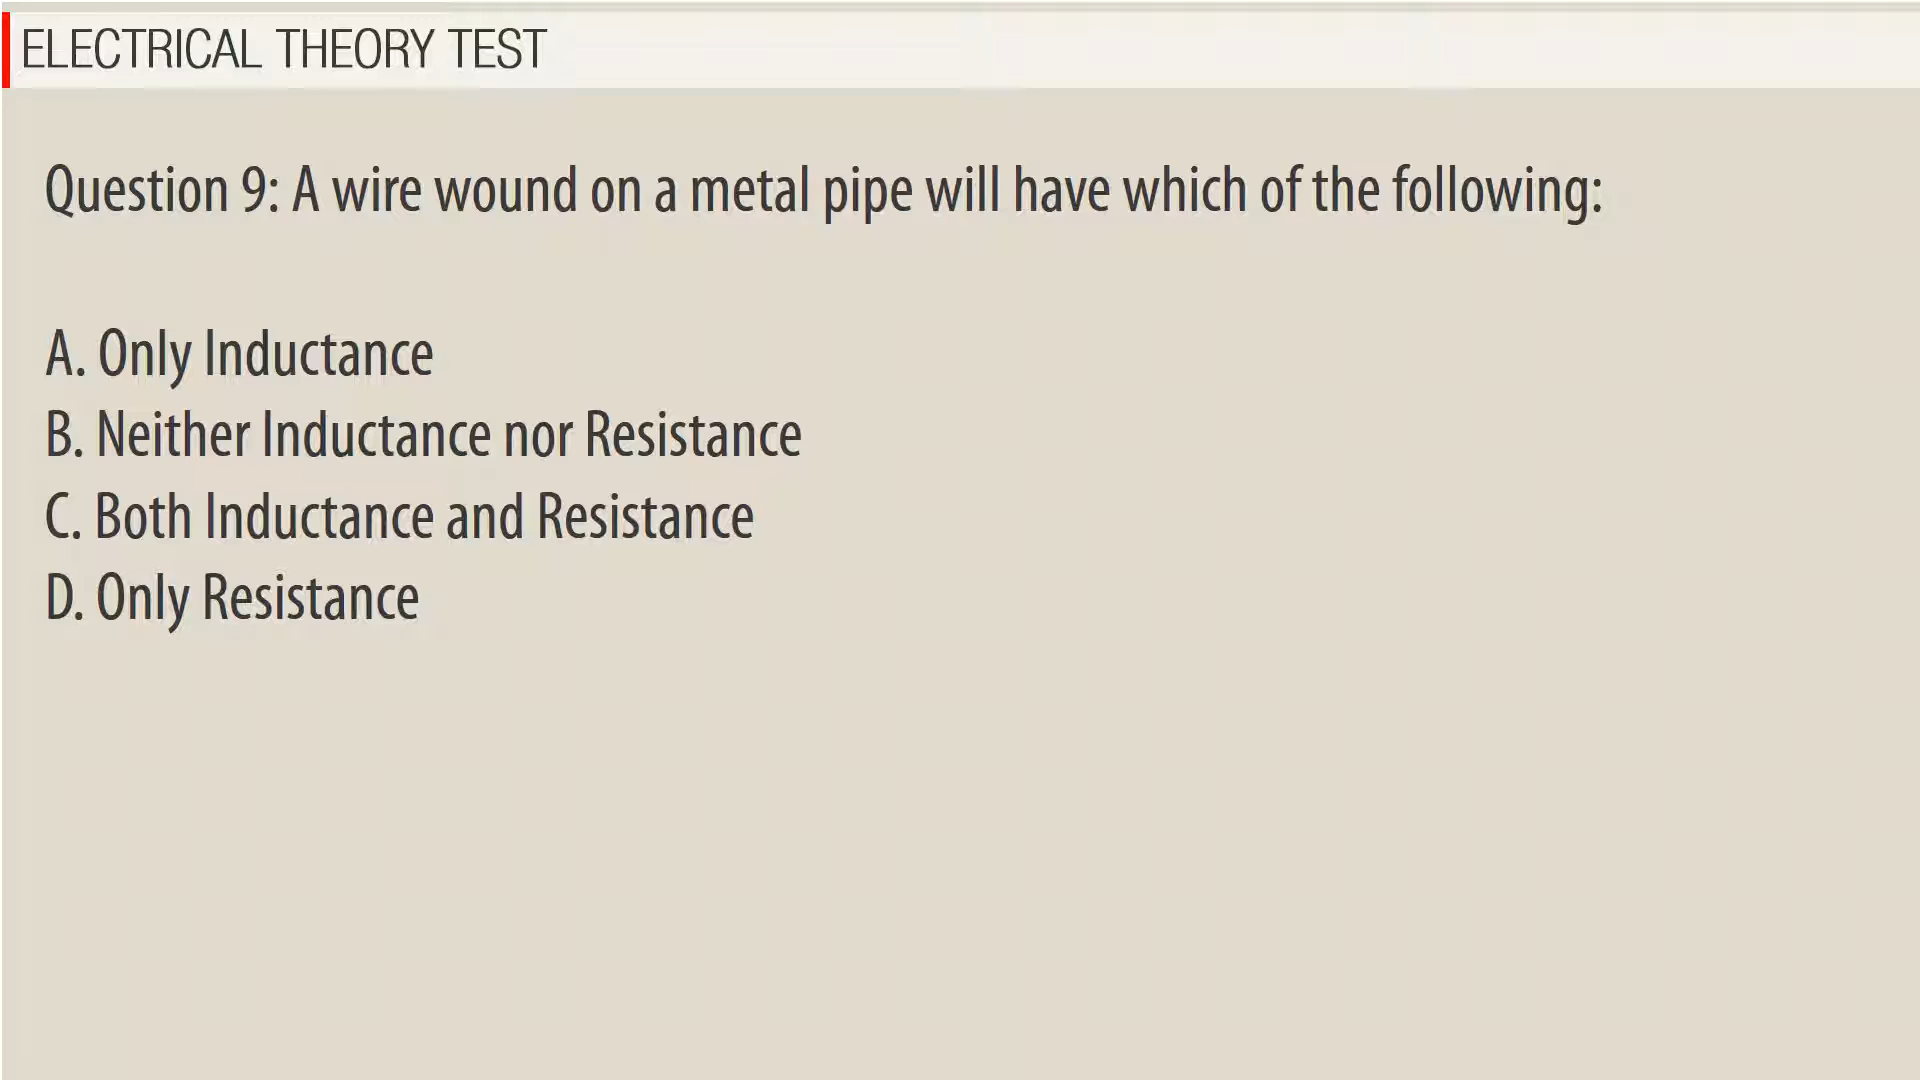 ELECTRICAL THEORY TEST
Question 9: A wire wound on a metal pipe will have which of the following:
A. Only Inductance
B. Neither Inductance nor Resistance
C. Both Inductance and Resistance
D. Only Resistance